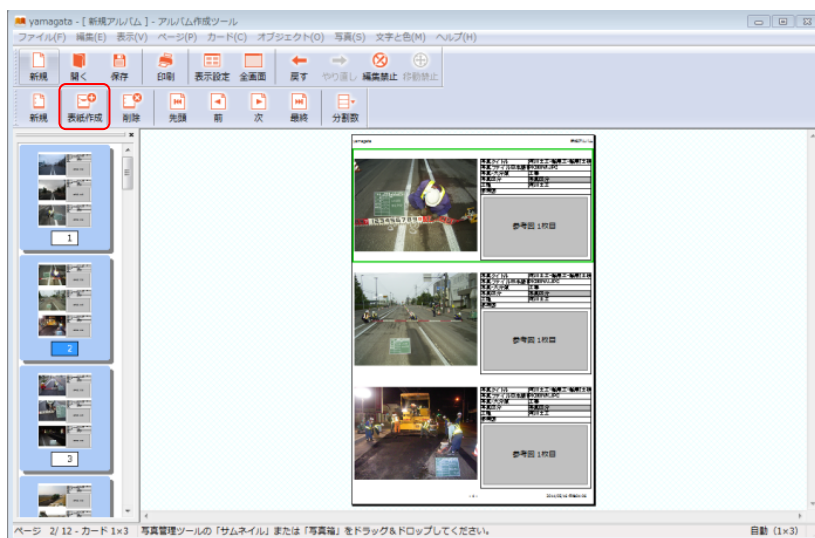 yamagata - [ 新規アルバム ] - アルバム作成ツール
ファイル(F) 編集(E) 表示(V) ページ(P) カード(C) オブジェクト(O) 写真(S) 文字と色(M) ヘルプ(H)
新規 開く 保存 印刷 表示設定 全画面 戻す やり直し 編集禁止 移動禁止
新規 表紙作成 削除 先頭 前 次 最終 分割数
1
2
3
yamagata
参考図 1枚目
参考図 1枚目
参考図 1枚目
ページ 2/ 12 - カード 1×3 写真管理ツールの「サムネイル」または「写真箱」をドラッグ＆ドロップしてください。 自動 (1×3)